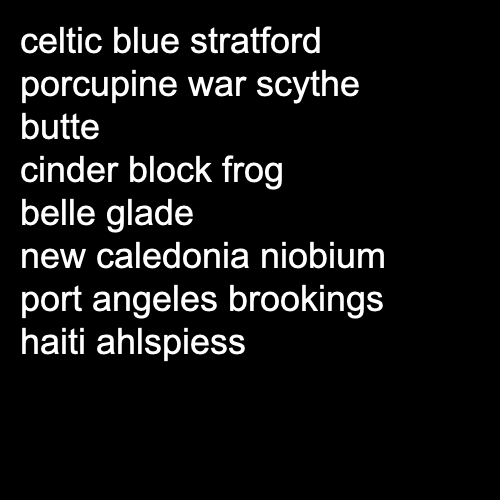 celtic blue stratford
porcupine war scythe
butte
cinder block frog
belle glade
new caledonia niobium
port angeles brookings
haiti ahlspiess